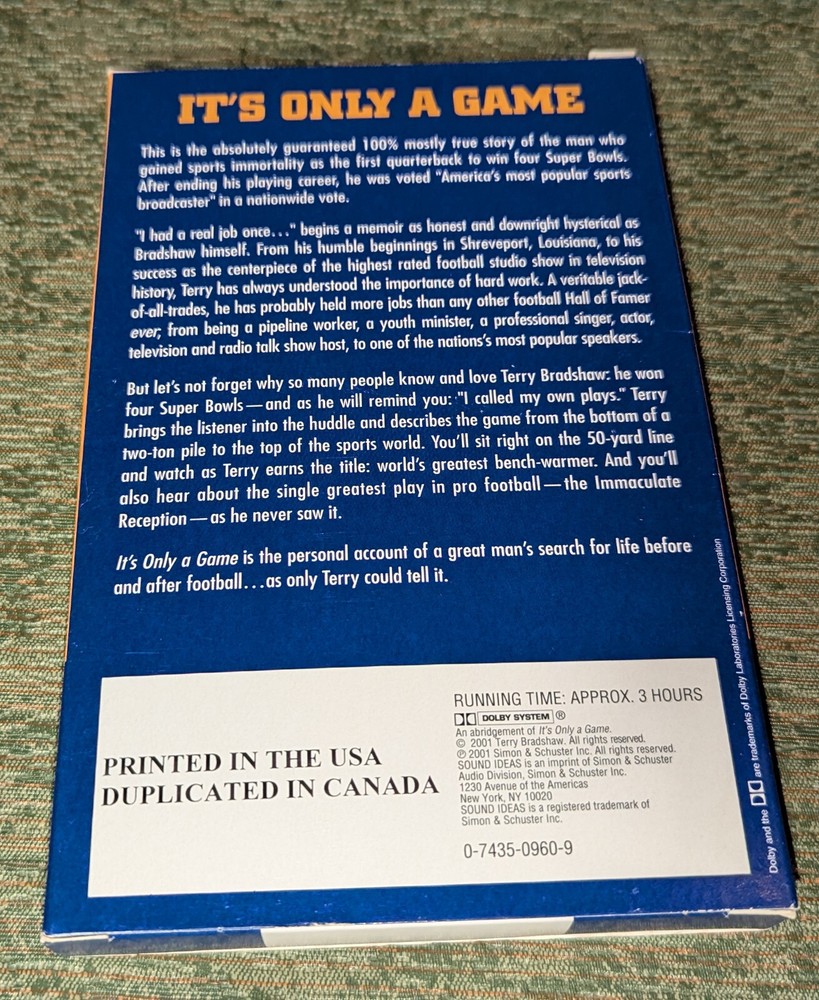 IT'S ONLY A GAME
This is the absolutely guaranteed 100% mostly true story of the man who
gained sports immortality as the first quarterback to win four Super Bowls.
After ending his playing career, he was voted "America's most popular sports
broadcaster" in a nationwide vote.
"I had a real job once..." begins a memoir as honest and downright hysterical as
Bradshaw himself. From his humble beginnings in Shreveport, Louisiana, to his
success as the centerpiece of the highest rated football studio show in television
history, Terry has always understood the importance of hard work. A veritable jack-
of-all-trades, he has probably held more jobs than any other football Hall of Famer
ever, from being a pipeline worker, a youth minister, a professional singer, actor,
television and radio talk show host, to one of the nations's most popular speakers.
But let's not forget why so many people know and love Terry Bradshaw: he won
four Super Bowls—and as he will remind you: "I called my own plays." Terry
brings the listener into the huddle and describes the game from the bottom of a
two-ton pile to the top of the sports world. You'll sit right on the 50-yard line
and watch as Terry earns the title: world's greatest bench-warmer. And you'll
also hear about the single greatest play in pro football—the Immaculate
Reception—as he never saw it.
It's Only a Game is the personal account of a great man's search for life before
and after football...as only Terry could tell it.
PRINTED IN THE USA
DUPLICATED IN CANADA
RUNNING TIME: APPROX. 3 HOURS
DOLBY SYSTEM ®
An abridgement of It's Only a Game.
© 2001 Terry Bradshaw. All rights reserved.
℗ 2001 Simon & Schuster Inc. All rights reserved.
SOUND IDEAS is an imprint of Simon & Schuster
Audio Division, Simon & Schuster Inc.
1230 Avenue of the Americas
New York, NY 10020
SOUND IDEAS is a registered trademark of
Simon & Schuster Inc.
0-7435-0960-9
Dolby and the are trademarks of Dolby Laboratories Licensing Corporation